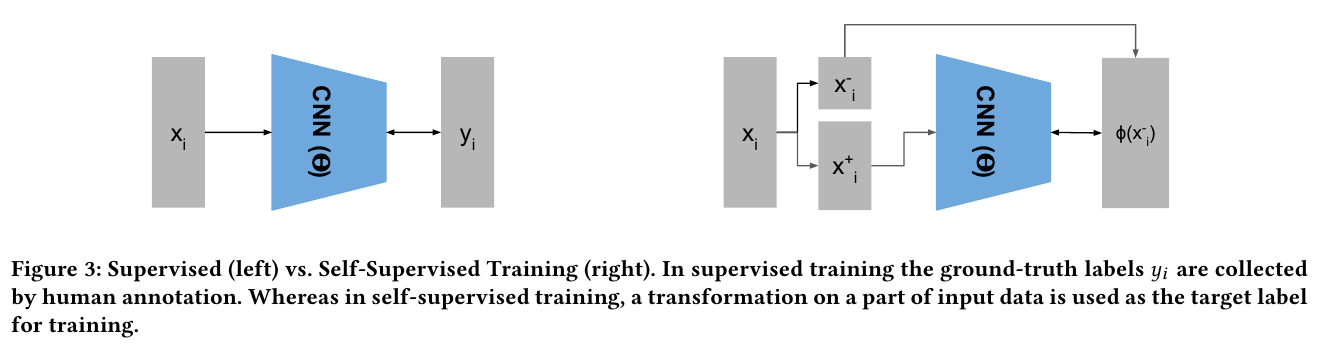 x_i
CNN (Θ)
y_i
x_i
x^-_i
x^+_i
CNN (Θ)
ϕ(x^-_i)
Figure 3: Supervised (left) vs. Self-Supervised Training (right). In supervised training the ground-truth labels y_i are collected
by human annotation. Whereas in self-supervised training, a transformation on a part of input data is used as the target label
for training.